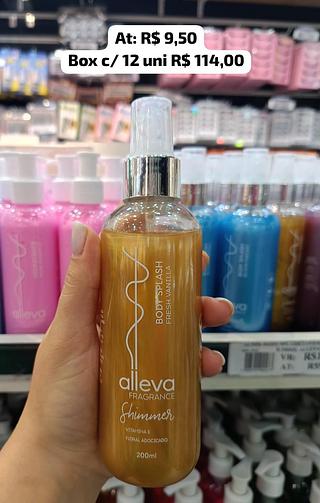 At: R$ 9,50
Box c/ 12 uni R$ 114,00
BODY SPLASH
FRESH VANILLA
alleva
FRAGRANCE
Shimmer
VITAMINA E
FLORAL ADOCICADO
200ml
alleva